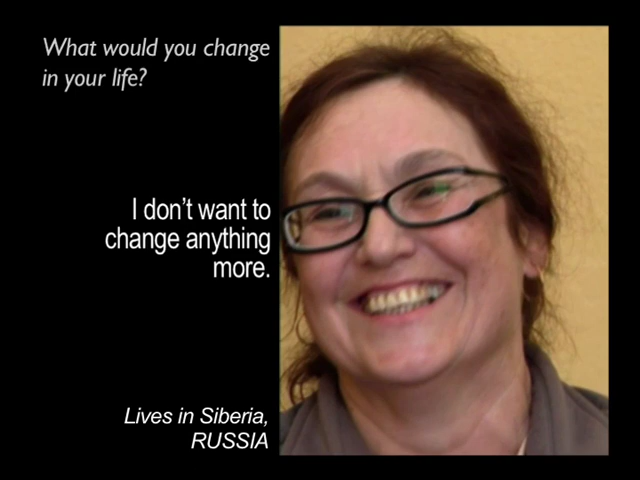 What would you change
in your life?
I don't want to
change anything
more.
Lives in Siberia,
RUSSIA